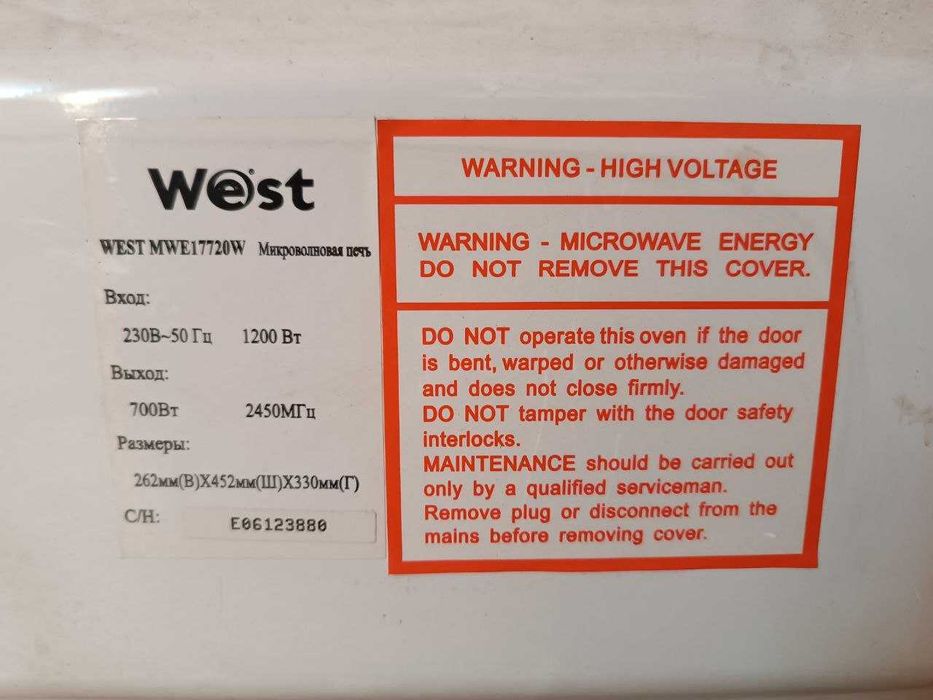 West
WEST MWE17720W Микроволновая печь
Вход:
230В~50 Гц 1200 Вт
Выход:
700Вт 2450МГц
Размеры:
262мм(В)Х452мм(Ш)Х330мм(Г)
С/Н: E06123880
WARNING - HIGH VOLTAGE
WARNING - MICROWAVE ENERGY
DO NOT REMOVE THIS COVER.
DO NOT operate this oven if the door
is bent, warped or otherwise damaged
and does not close firmly.
DO NOT tamper with the door safety
interlocks.
MAINTENANCE should be carried out
only by a qualified serviceman.
Remove plug or disconnect from the
mains before removing cover.